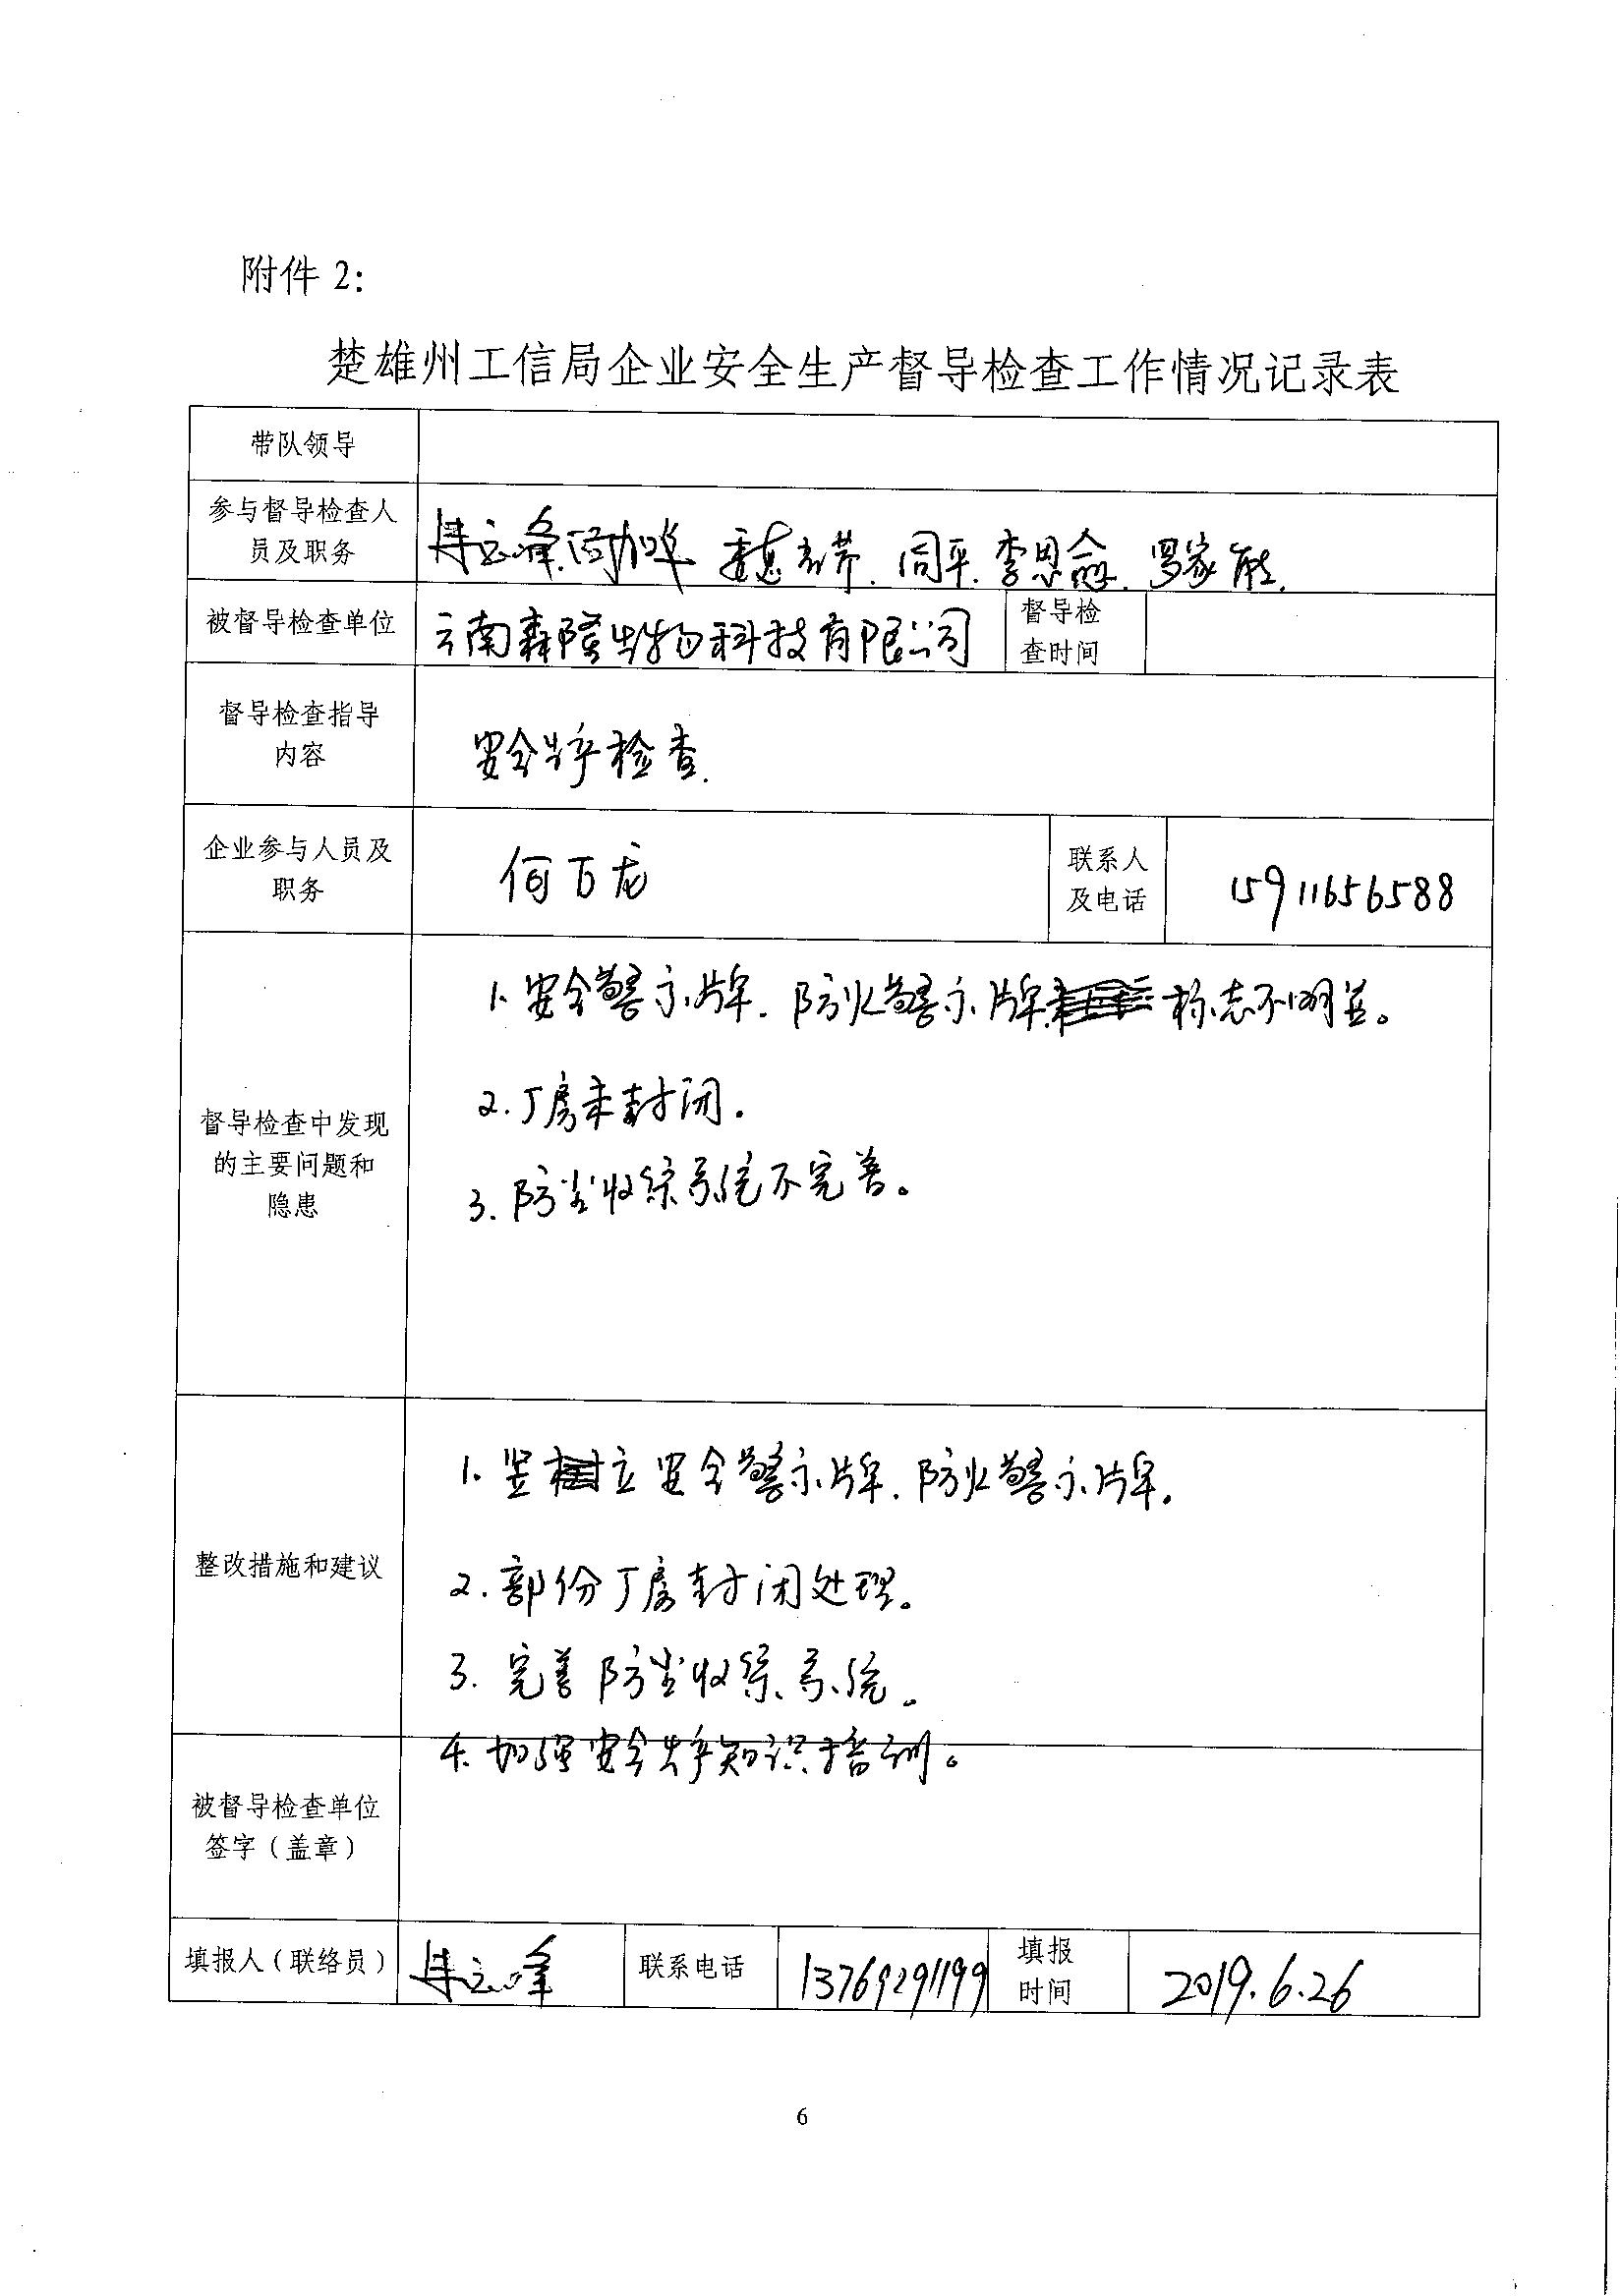 附件 2:
楚雄州工信局企业安全生产督导检查工作情况记录表
带队领导
参与督导检查人
员及职务
周平.李思 罗家
被督导检查单位
云南森隆生物科技有限公司
督导检
查时间
督导检查指导
内容
安全生产检查.
企业参与人员及
职务
何万龙
联系人
及电话
15911656588
督导检查中发现
的主要问题和
隐患
1. 安全警示牌. 防火警示牌 标志不明显。
2. 厂房未封闭.
3. 防尘收综系统不完善。
整改措施和建议
1. 竖立安全警示牌. 防火警示牌.
2. 部份厂房封闭处理。
3. 完善防尘收综系统。
4. 加强安全生产知识培训。
被督导检查单位
签字（盖章）
填报人（联络员）
联系电话
13769291199
填报
时间
2019.6.26
6